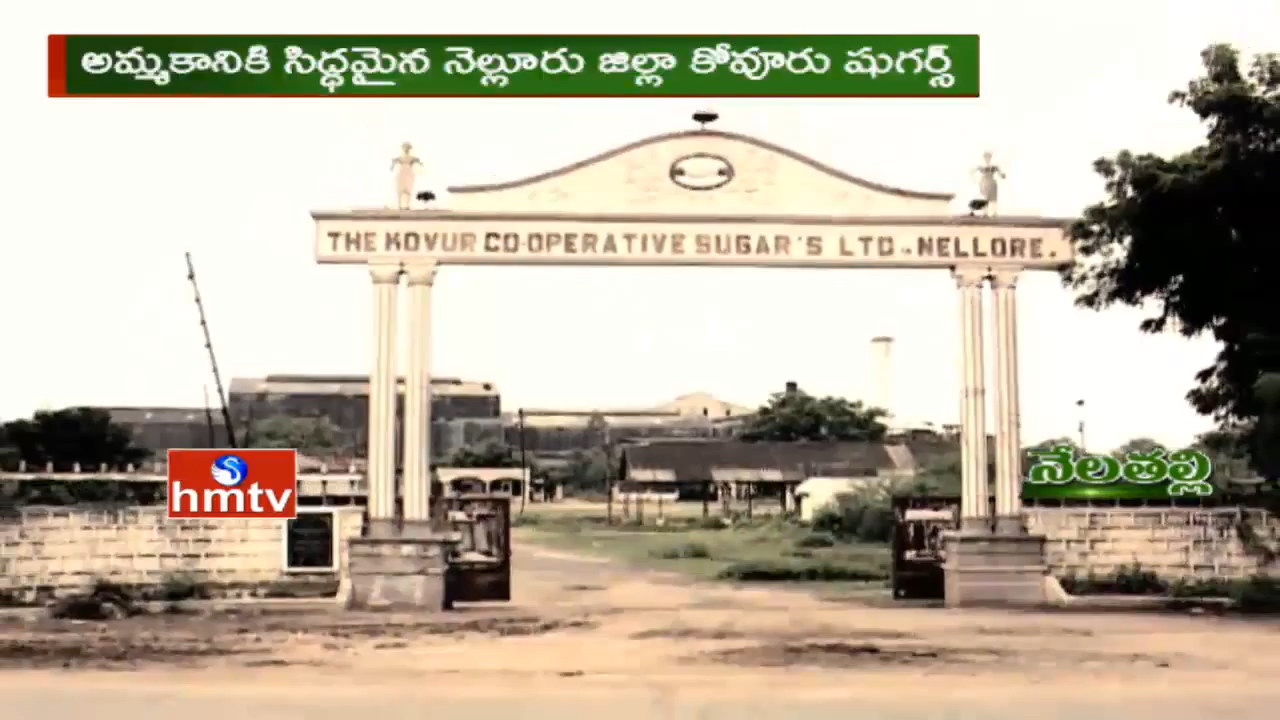 అమ్మకానికి సిద్ధమైన నెల్లూరు జిల్లా కోవూరు షుగర్స్
THE KOVUR CO-OPERATIVE SUGAR'S LTD - NELLORE.
hmtv
నేలతల్లి